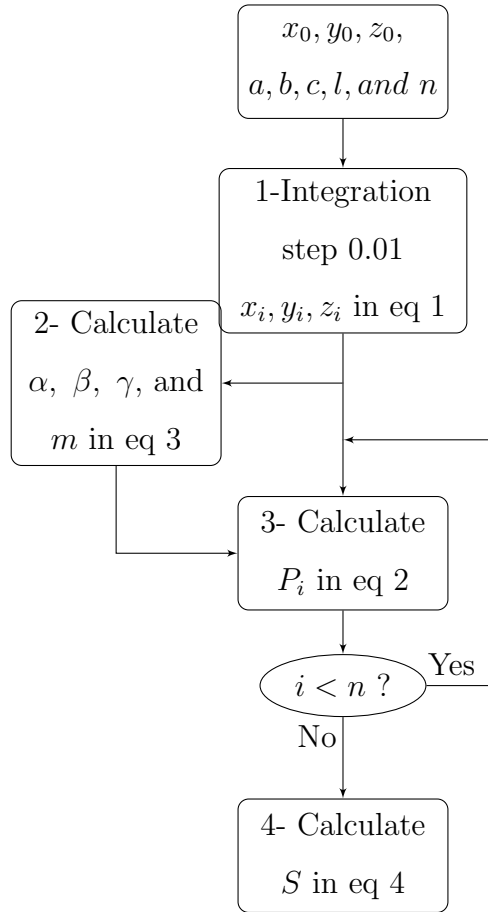 x₀, y₀, z₀,
a, b, c, l, and n
1-Integration
step 0.01
xᵢ, yᵢ, zᵢ in eq 1
2- Calculate
α, β, γ, and
m in eq 3
3- Calculate
Pᵢ in eq 2
i < n ?
Yes
No
4- Calculate
S in eq 4